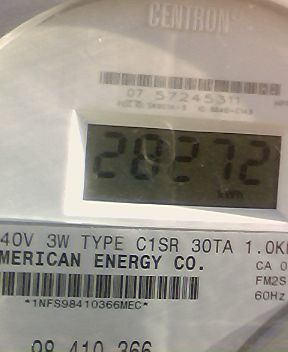 CENTRON
07 57245311
28272
kwh
40V 3W TYPE C1SR 30TA 1.0K
MERICAN ENERGY CO.
CA 0
FM2S
*1NFS98410366MEC*
60Hz
98 410 366